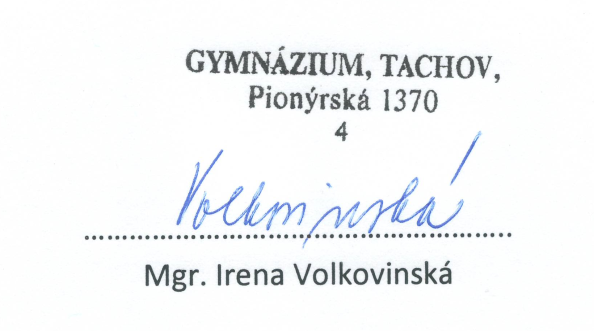 GYMNÁZIUM, TACHOV,
Pionýrská 1370
4
Volkovinská
Mgr. Irena Volkovinská